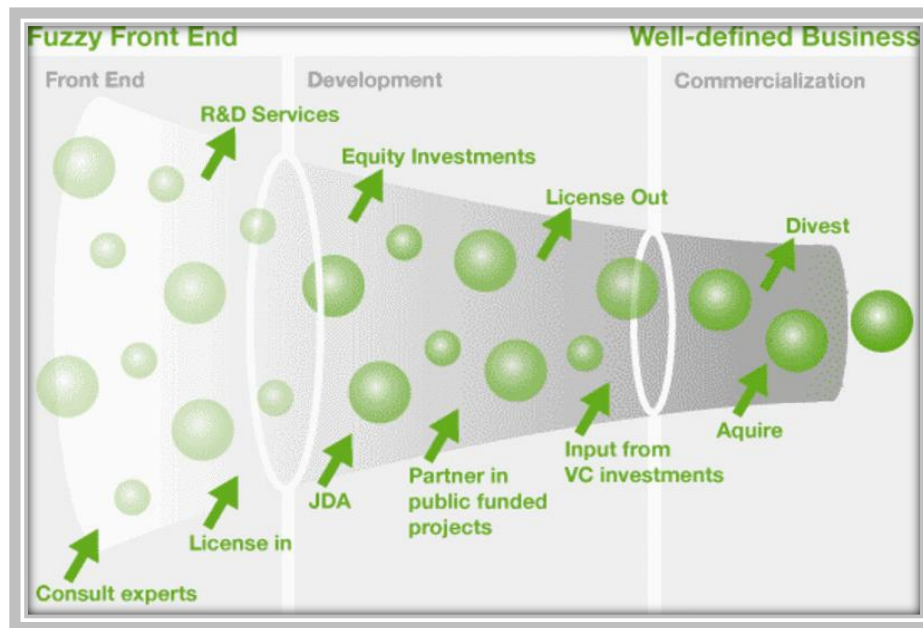 Fuzzy Front End
Well-defined Business
Front End
Development
Commercialization
R&D Services
Equity Investments
License Out
Divest
Consult experts
License in
JDA
Partner in
public funded
projects
Input from
VC investments
Aquire